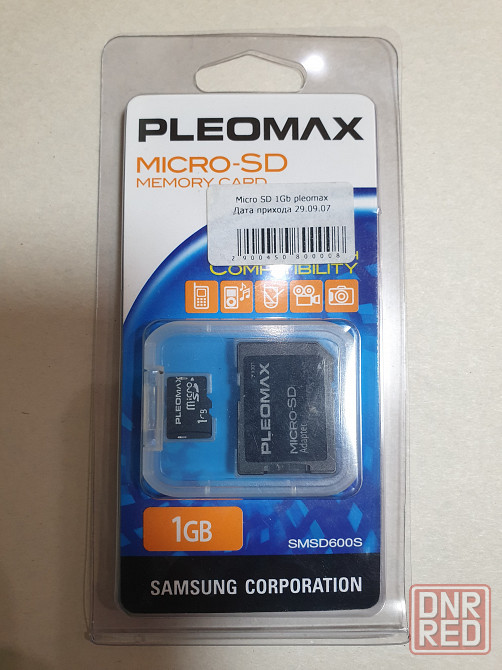 PLEOMAX
MICRO-SD
MEMORY CARD
Micro SD 1Gb pleomax
Дата прихода 29.09.07
2900450800008
COMPATIBILITY
PLEOMAX
micro SD
1GB
PLEOMAX
MICRO-SD
Adapter
1GB
SMSD600S
SAMSUNG CORPORATION
DNR
RED